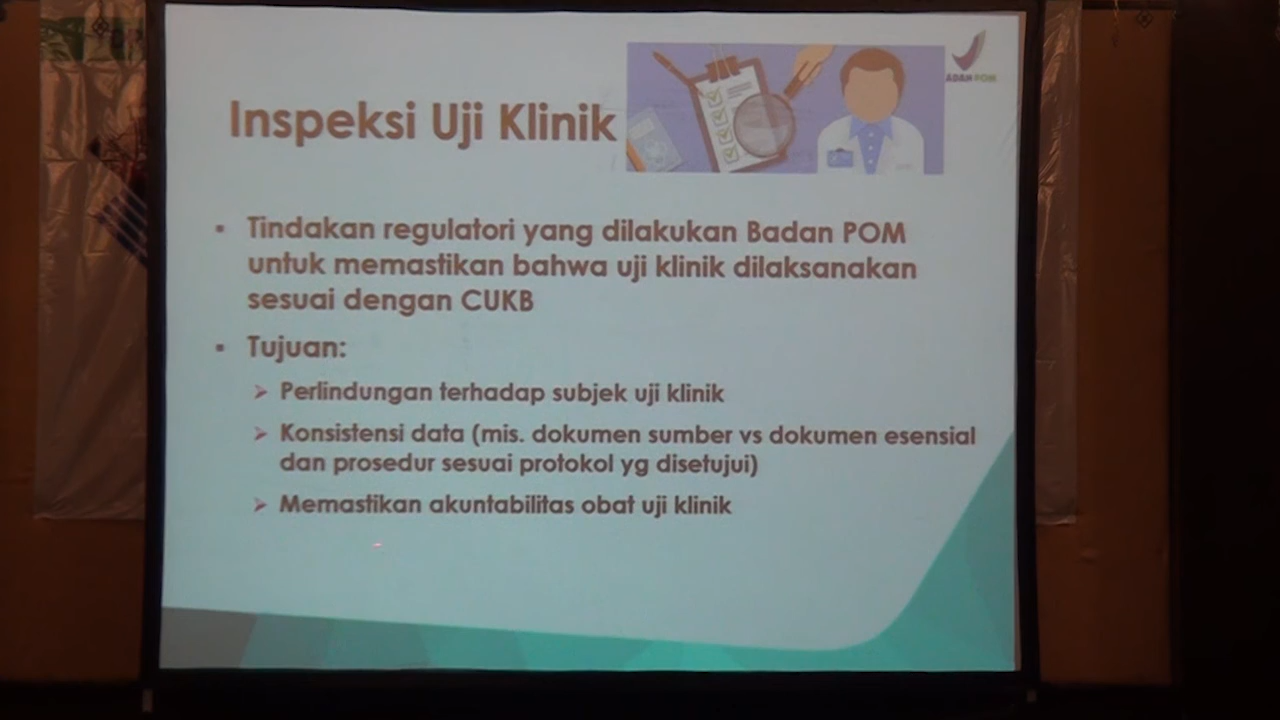 BADAN POM
Inspeksi Uji Klinik
▪ Tindakan regulatori yang dilakukan Badan POM
untuk memastikan bahwa uji klinik dilaksanakan
sesuai dengan CUKB
▪ Tujuan:
➢ Perlindungan terhadap subjek uji klinik
➢ Konsistensi data (mis. dokumen sumber vs dokumen esensial
dan prosedur sesuai protokol yg disetujui)
➢ Memastikan akuntabilitas obat uji klinik